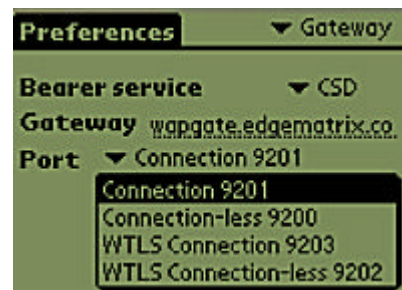 Preferences Gateway
Bearer service CSD
Gateway wapgate.edgematrix.co
Port Connection 9201
Connection 9201
Connection-less 9200
WTLS Connection 9203
WTLS Connection-less 9202